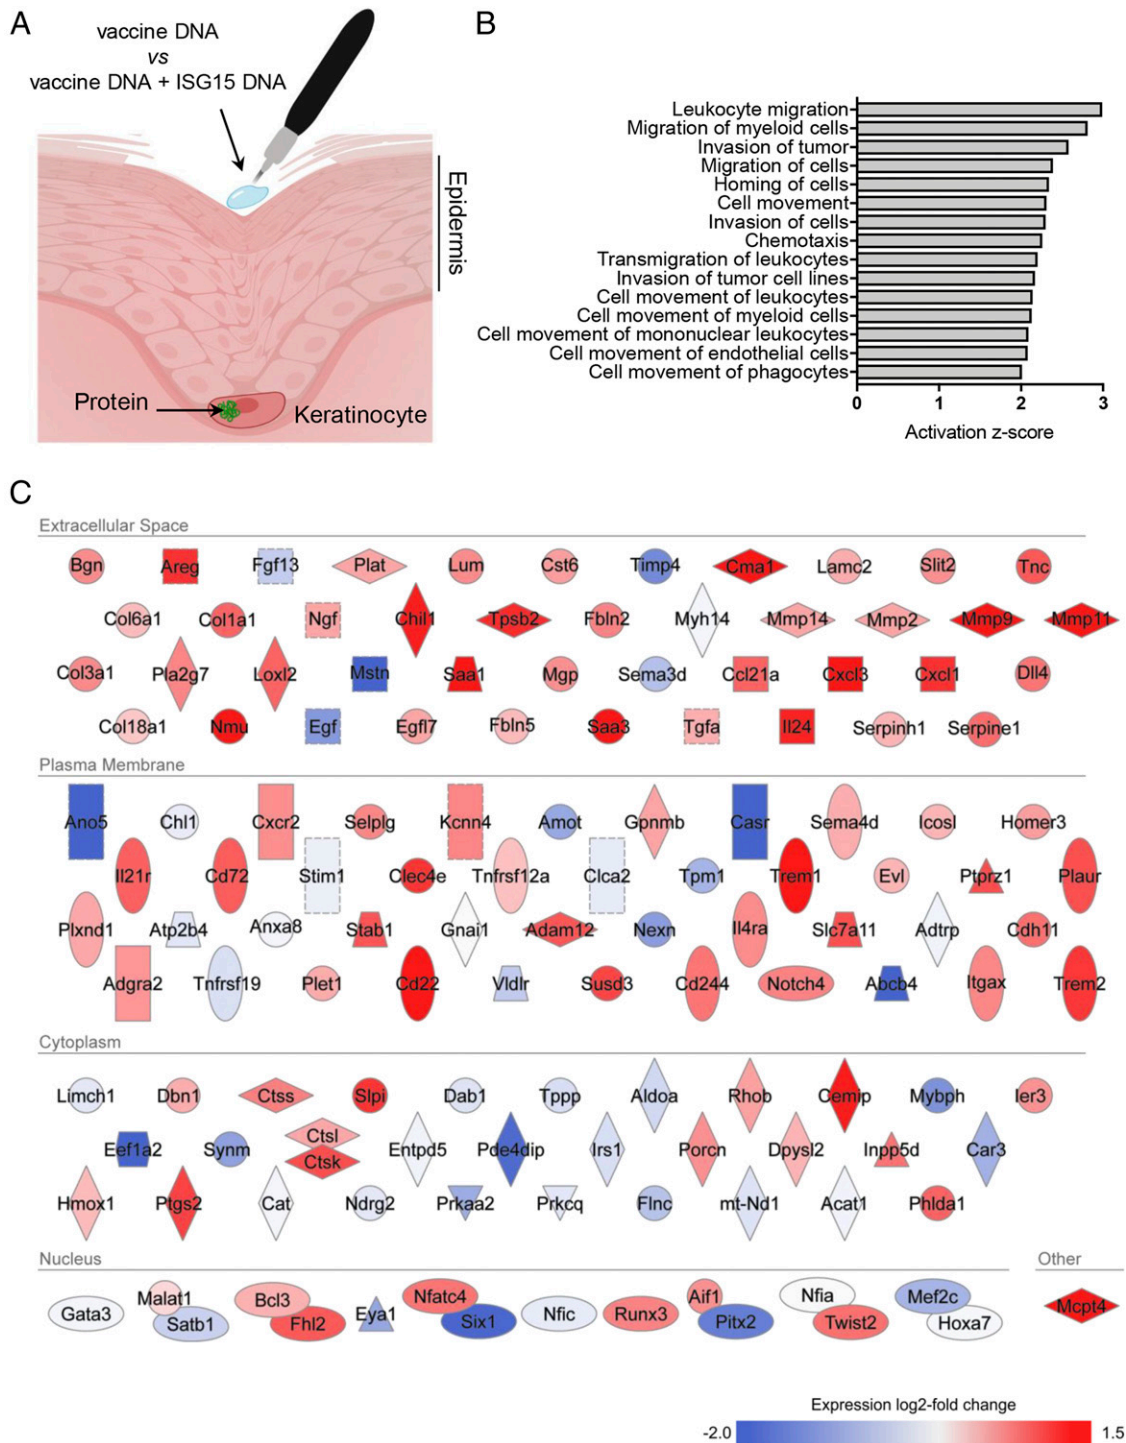 A
vaccine DNA
vs
vaccine DNA + ISG15 DNA
Epidermis
Protein
Keratinocyte
B
Leukocyte migration
Migration of myeloid cells
Invasion of tumor
Migration of cells
Homing of cells
Cell movement
Invasion of cells
Chemotaxis
Transmigration of leukocytes
Invasion of tumor cell lines
Cell movement of leukocytes
Cell movement of myeloid cells
Cell movement of mononuclear leukocytes
Cell movement of endothelial cells
Cell movement of phagocytes
0 1 2 3
Activation z-score
C
Extracellular Space
Bgn Areg Fgf13 Plat Lum Cst6 Timp4 Cma1 Lamc2 Slit2 Tnc
Col6a1 Col1a1 Ngf Chil1 Tpsb2 Fbln2 Myh14 Mmp14 Mmp2 Mmp9 Mmp11
Col3a1 Pla2g7 Loxl2 Mstn Saa1 Mgp Sema3d Ccl21a Cxcl3 Cxcl1 Dll4
Col18a1 Nmu Egf Egfl7 Fbln5 Saa3 Tgfa Il24 Serpinh1 Serpine1
Plasma Membrane
Ano5 Chl1 Cxcr2 Selplg Kcnn4 Amot Gpnmb Casr Sema4d Icosl Homer3
Il21r Cd72 Stim1 Clec4e Tnfrsf12a Clca2 Tpm1 Trem1 Evl Ptprz1 Plaur
Plxnd1 Atp2b4 Anxa8 Stab1 Gnai1 Adam12 Nexn Il4ra Slc7a11 Adtrp Cdh11
Adgra2 Tnfrsf19 Plet1 Cd22 Vldlr Susd3 Cd244 Notch4 Abcb4 Itgax Trem2
Cytoplasm
Limch1 Dbn1 Ctss Slpi Dab1 Tppp Aldoa Rhob Cemip Mybph Ier3
Eef1a2 Synm Ctsl Entpd5 Pde4dip Irs1 Porcn Dpysl2 Inpp5d Car3
Ctsk
Hmox1 Ptgs2 Cat Ndrg2 Prkaa2 Prkcq Flnc mt-Nd1 Acat1 Phlda1
Nucleus
Other
Gata3 Malat1 Satb1 Bcl3 Fhl2 Eya1 Nfatc4 Six1 Nfic Runx3 Aif1 Pitx2 Nfia Twist2 Mef2c Hoxa7 Mcpt4
Expression log2-fold change
-2.0 1.5